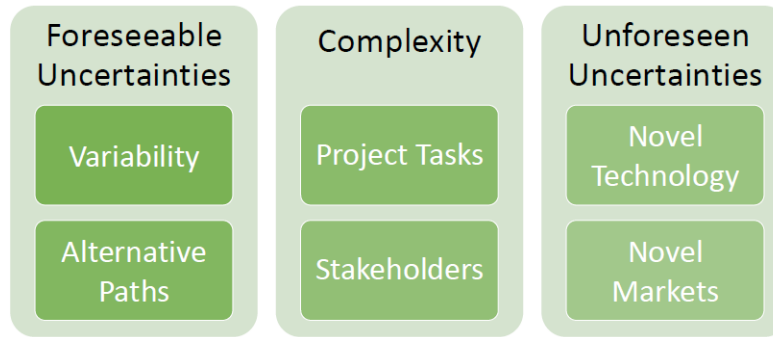 Foreseeable
Uncertainties
Variability
Alternative
Paths
Complexity
Project Tasks
Stakeholders
Unforeseen
Uncertainties
Novel
Technology
Novel
Markets